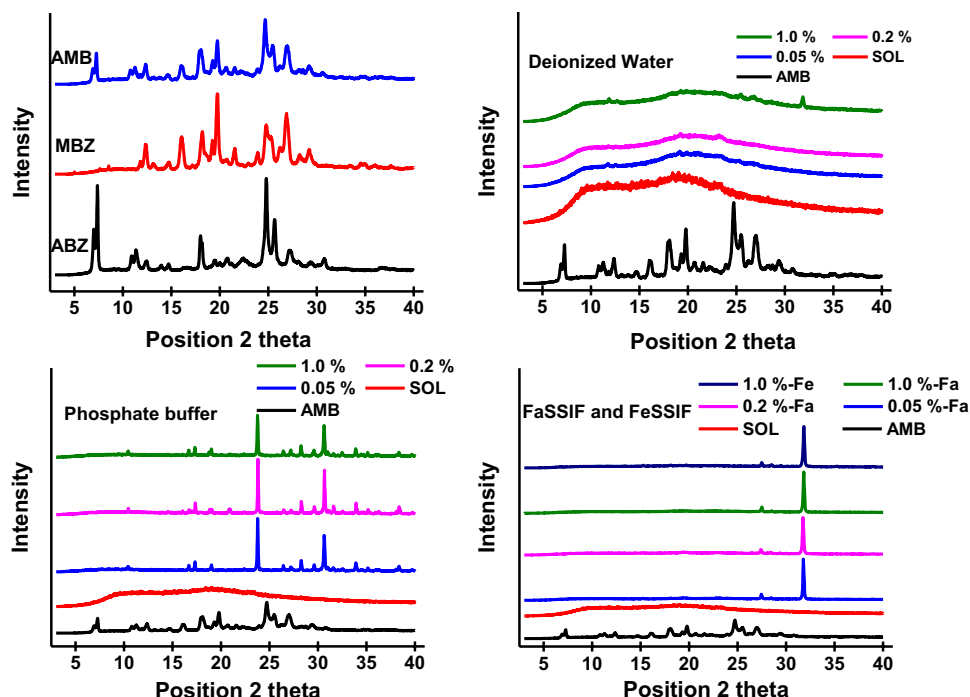 AMB
MBZ
ABZ
Intensity
5 10 15 20 25 30 35 40
Position 2 theta
1.0 % 0.2 %
0.05 % SOL
AMB
Deionized Water
Intensity
5 10 15 20 25 30 35 40
Position 2 theta
1.0 % 0.2 %
0.05 % SOL
AMB
Phosphate buffer
Intensity
5 10 15 20 25 30 35 40
Position 2 theta
1.0 %-Fe 1.0 %-Fa
0.2 %-Fa 0.05 %-Fa
SOL AMB
FaSSIF and FeSSIF
Intensity
5 10 15 20 25 30 35 40
Position 2 theta